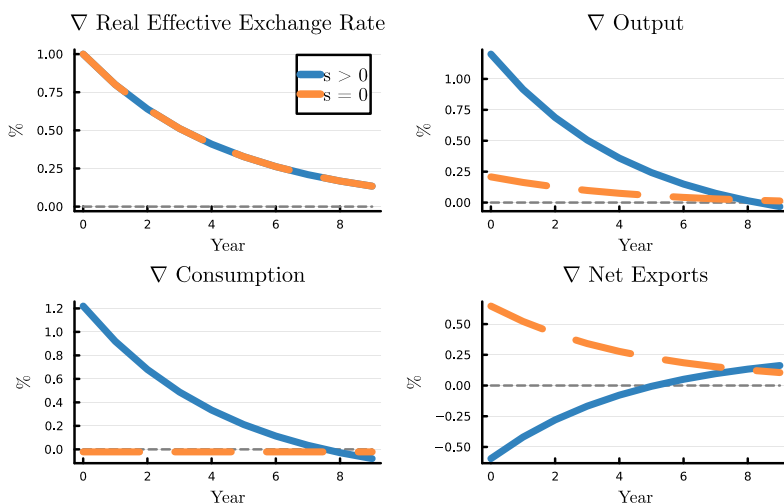 ∇ Real Effective Exchange Rate
1.00
0.75
0.50
0.25
0.00
%
s > 0
s = 0
0 2 4 6 8
Year
∇ Output
1.00
0.75
0.50
0.25
0.00
%
0 2 4 6 8
Year
∇ Consumption
1.2
1.0
0.8
0.6
0.4
0.2
0.0
%
0 2 4 6 8
Year
∇ Net Exports
0.50
0.25
0.00
−0.25
−0.50
%
0 2 4 6 8
Year